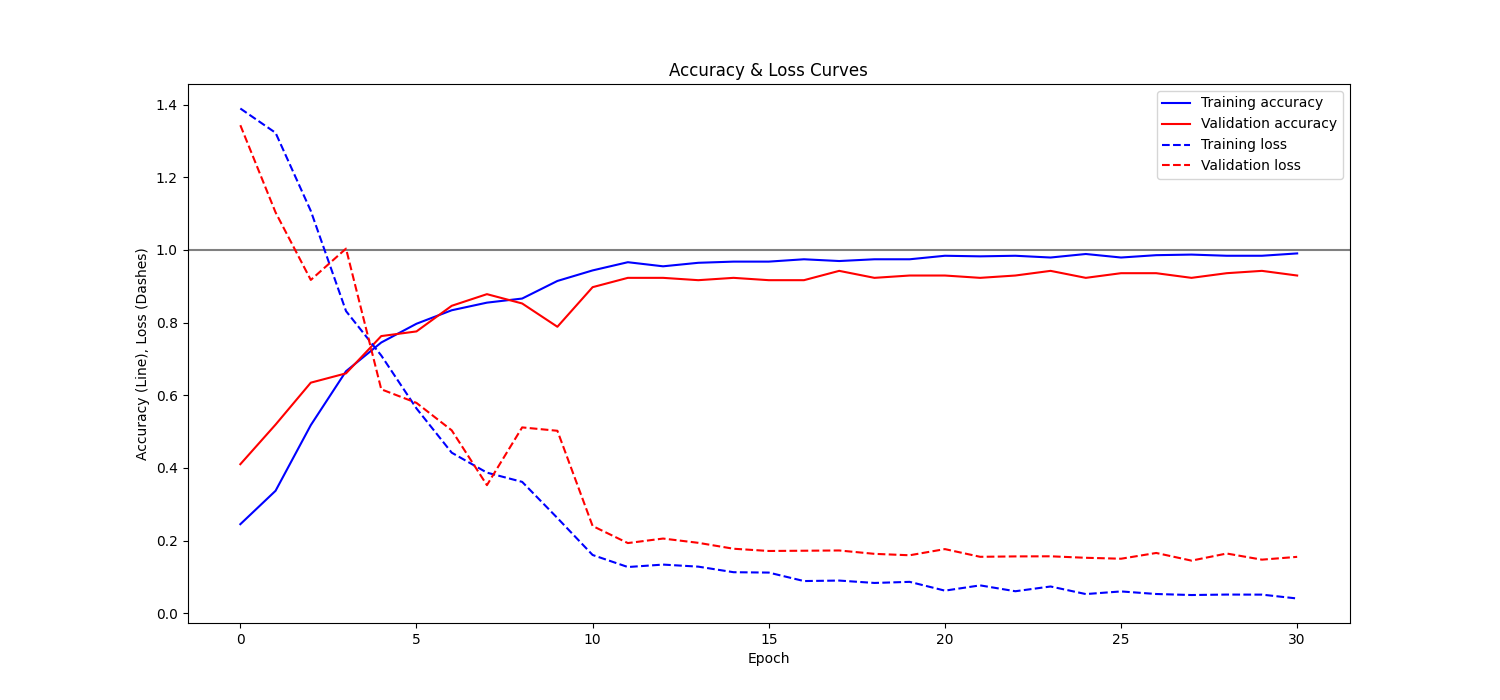 Accuracy & Loss Curves
Training accuracy
Validation accuracy
Training loss
Validation loss
Accuracy (Line), Loss (Dashes)
1.4
1.2
1.0
0.8
0.6
0.4
0.2
0.0
0 5 10 15 20 25 30
Epoch